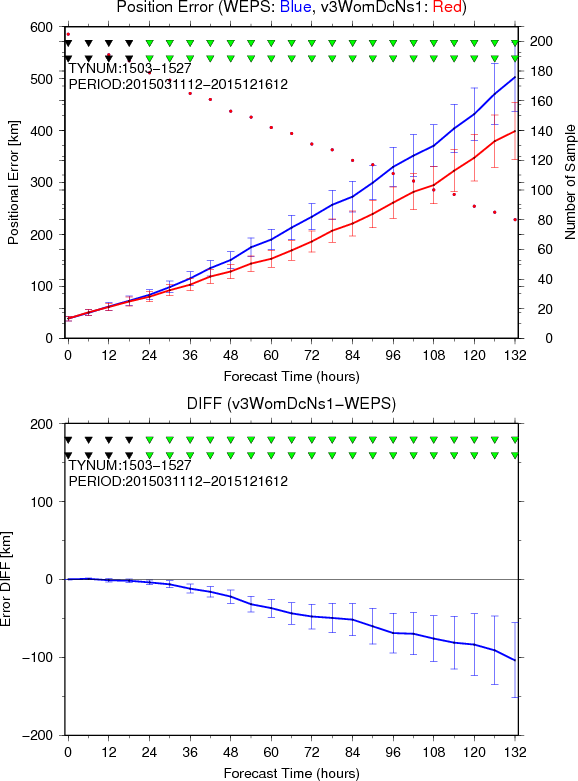 Position Error (WEPS: Blue, v3WomDcNs1: Red)
600
500
400
300
200
100
0
Positional Error [km]
200
180
160
140
120
100
80
60
40
20
0
Number of Sample
TYNUM:1503−1527
PERIOD:2015031112−2015121612
0 12 24 36 48 60 72 84 96 108 120 132
Forecast Time (hours)
DIFF (v3WomDcNs1−WEPS)
200
100
0
−100
−200
Error DIFF [km]
TYNUM:1503−1527
PERIOD:2015031112−2015121612
0 12 24 36 48 60 72 84 96 108 120 132
Forecast Time (hours)